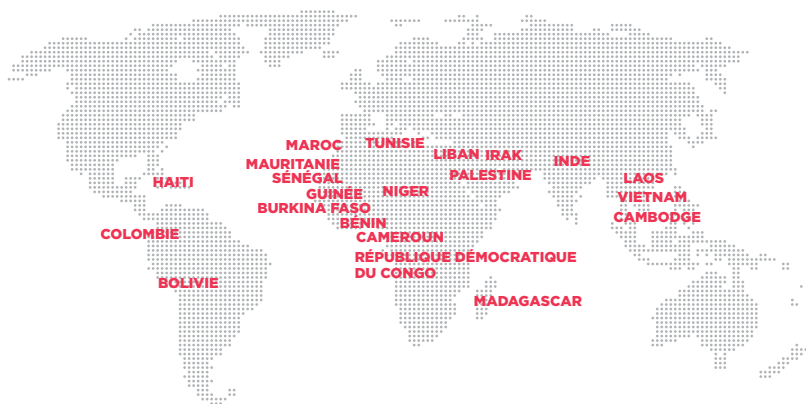 MAROC
TUNISIE
LIBAN
IRAK
INDE
MAURITANIE
SÉNÉGAL
PALESTINE
HAITI
LAOS
GUINÉE
NIGER
VIETNAM
BURKINA FASO
CAMBODGE
BÉNIN
COLOMBIE
CAMEROUN
RÉPUBLIQUE DÉMOCRATIQUE
DU CONGO
BOLIVIE
MADAGASCAR